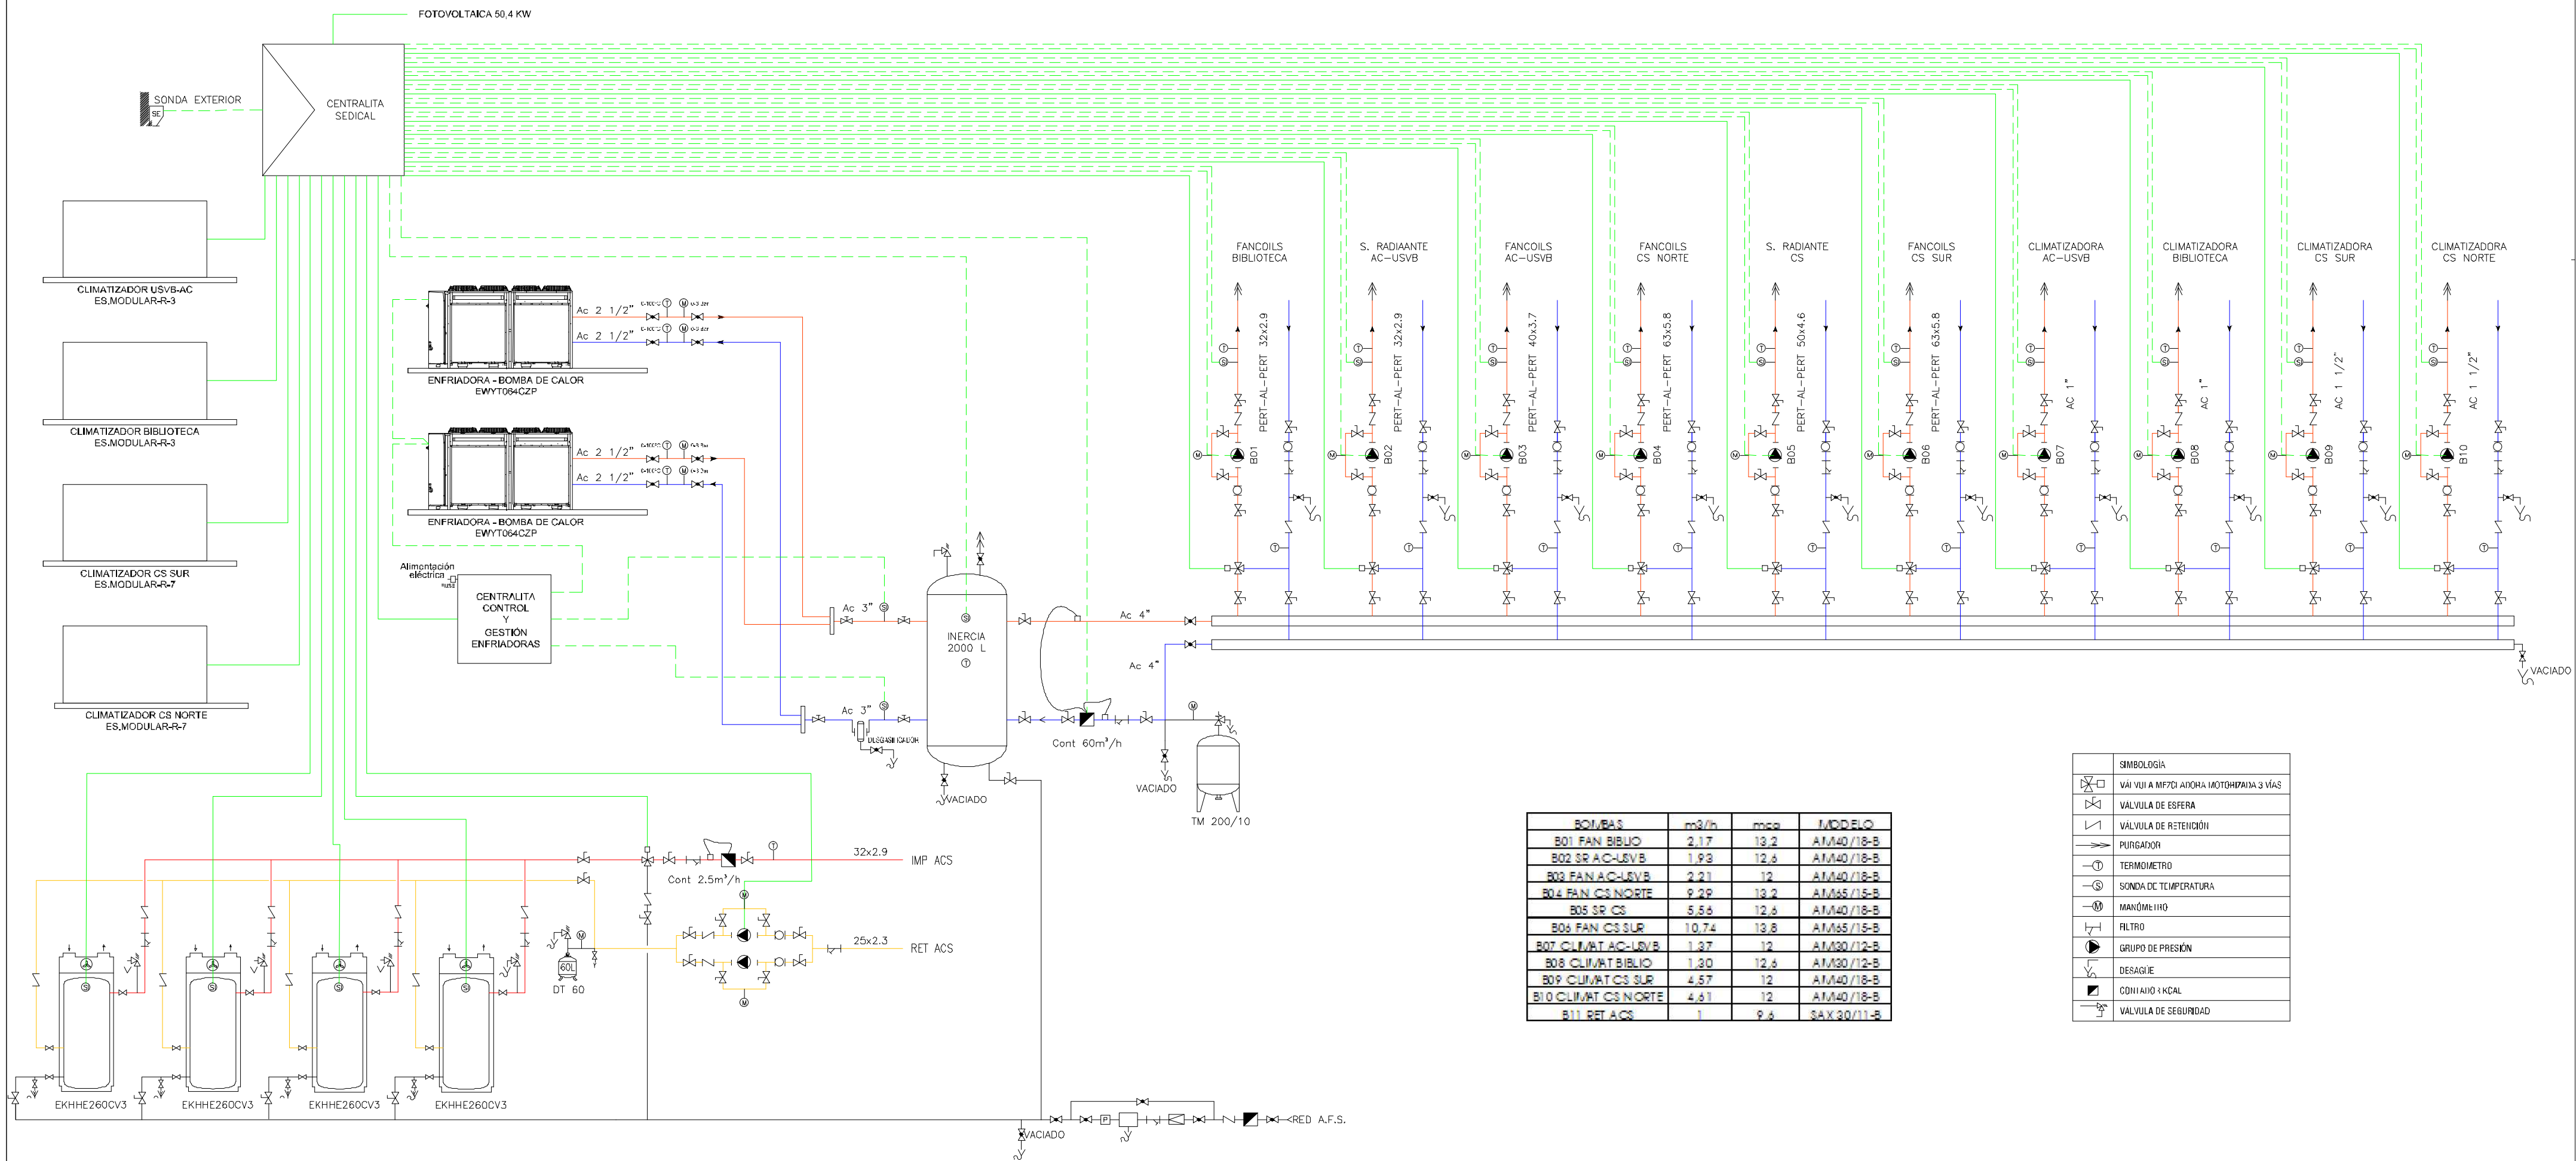 FOTOVOLTAICA 50,4 KW
SONDA EXTERIOR
SE
CENTRALITA
SEDICAL
CLIMATIZADOR USVB-AC
ES.MODULAR-R-3
CLIMATIZADOR BIBLIOTECA
ES.MODULAR-R-3
CLIMATIZADOR CS SUR
ES.MODULAR-R-7
CLIMATIZADOR CS NORTE
ES.MODULAR-R-7
Ac 2 1/2"
Ac 2 1/2"
ENFRIADORA - BOMBA DE CALOR
EWYT064CZP
Ac 2 1/2"
Ac 2 1/2"
ENFRIADORA - BOMBA DE CALOR
EWYT064CZP
Alimentación
eléctrica
CENTRALITA
CONTROL
Y
GESTIÓN
ENFRIADORAS
Ac 3"
Ac 3"
DESGASIFICADOR
INERCIA
2000 L
VACIADO
Ac 4"
Ac 4"
Cont 60m³/h
VACIADO
TM 200/10
FANCOILS
BIBLIOTECA
S. RADIAANTE
AC-USVB
FANCOILS
AC-USVB
FANCOILS
CS NORTE
S. RADIANTE
CS
FANCOILS
CS SUR
CLIMATIZADORA
AC-USVB
CLIMATIZADORA
BIBLIOTECA
CLIMATIZADORA
CS SUR
CLIMATIZADORA
CS NORTE
PERT-AL-PERT 32x2.9
PERT-AL-PERT 32x2.9
PERT-AL-PERT 40x3.7
PERT-AL-PERT 63x5.8
PERT-AL-PERT 50x4.6
PERT-AL-PERT 63x5.8
AC 1"
AC 1"
AC 1 1/2"
AC 1 1/2"
B01
B02
B03
B04
B05
B06
B07
B08
B09
B10
VACIADO
32x2.9
IMP ACS
Cont 2.5m³/h
25x2.3
RET ACS
60L
DT 60
EKHHE260CV3
EKHHE260CV3
EKHHE260CV3
EKHHE260CV3
VACIADO
P
RED A.F.S.
BOMBAS m3/h mca MODELO
B01 FAN BIBLIO 2,17 13,2 AM40/18-B
B02 SR AC-USVB 1,93 12,6 AM40/18-B
B03 FAN AC-USVB 2,21 12 AM40/18-B
B04 FAN CS NORTE 9,29 13,2 AM65/15-B
B05 SR CS 5,56 12,6 AM40/18-B
B06 FAN CS SUR 10,74 13,8 AM65/15-B
B07 CLIMAT AC-USVB 1,37 12 AM30/12-B
B08 CLIMAT BIBLIO 1,30 12,6 AM30/12-B
B09 CLIMAT CS SUR 4,57 12 AM40/18-B
B10 CLIMAT CS NORTE 4,61 12 AM40/18-B
B11 RET ACS 1 9,6 SAX 30/11-B
SIMBOLOGÍA
VÁLVULA MEZCLADORA MOTORIZADA 3 VÍAS
VÁLVULA DE ESFERA
VÁLVULA DE RETENCIÓN
PURGADOR
T TERMOMETRO
S SONDA DE TEMPERATURA
M MANÓMETRO
FILTRO
GRUPO DE PRESIÓN
DESAGÜE
CONTADOR KCAL
VÁLVULA DE SEGURIDAD